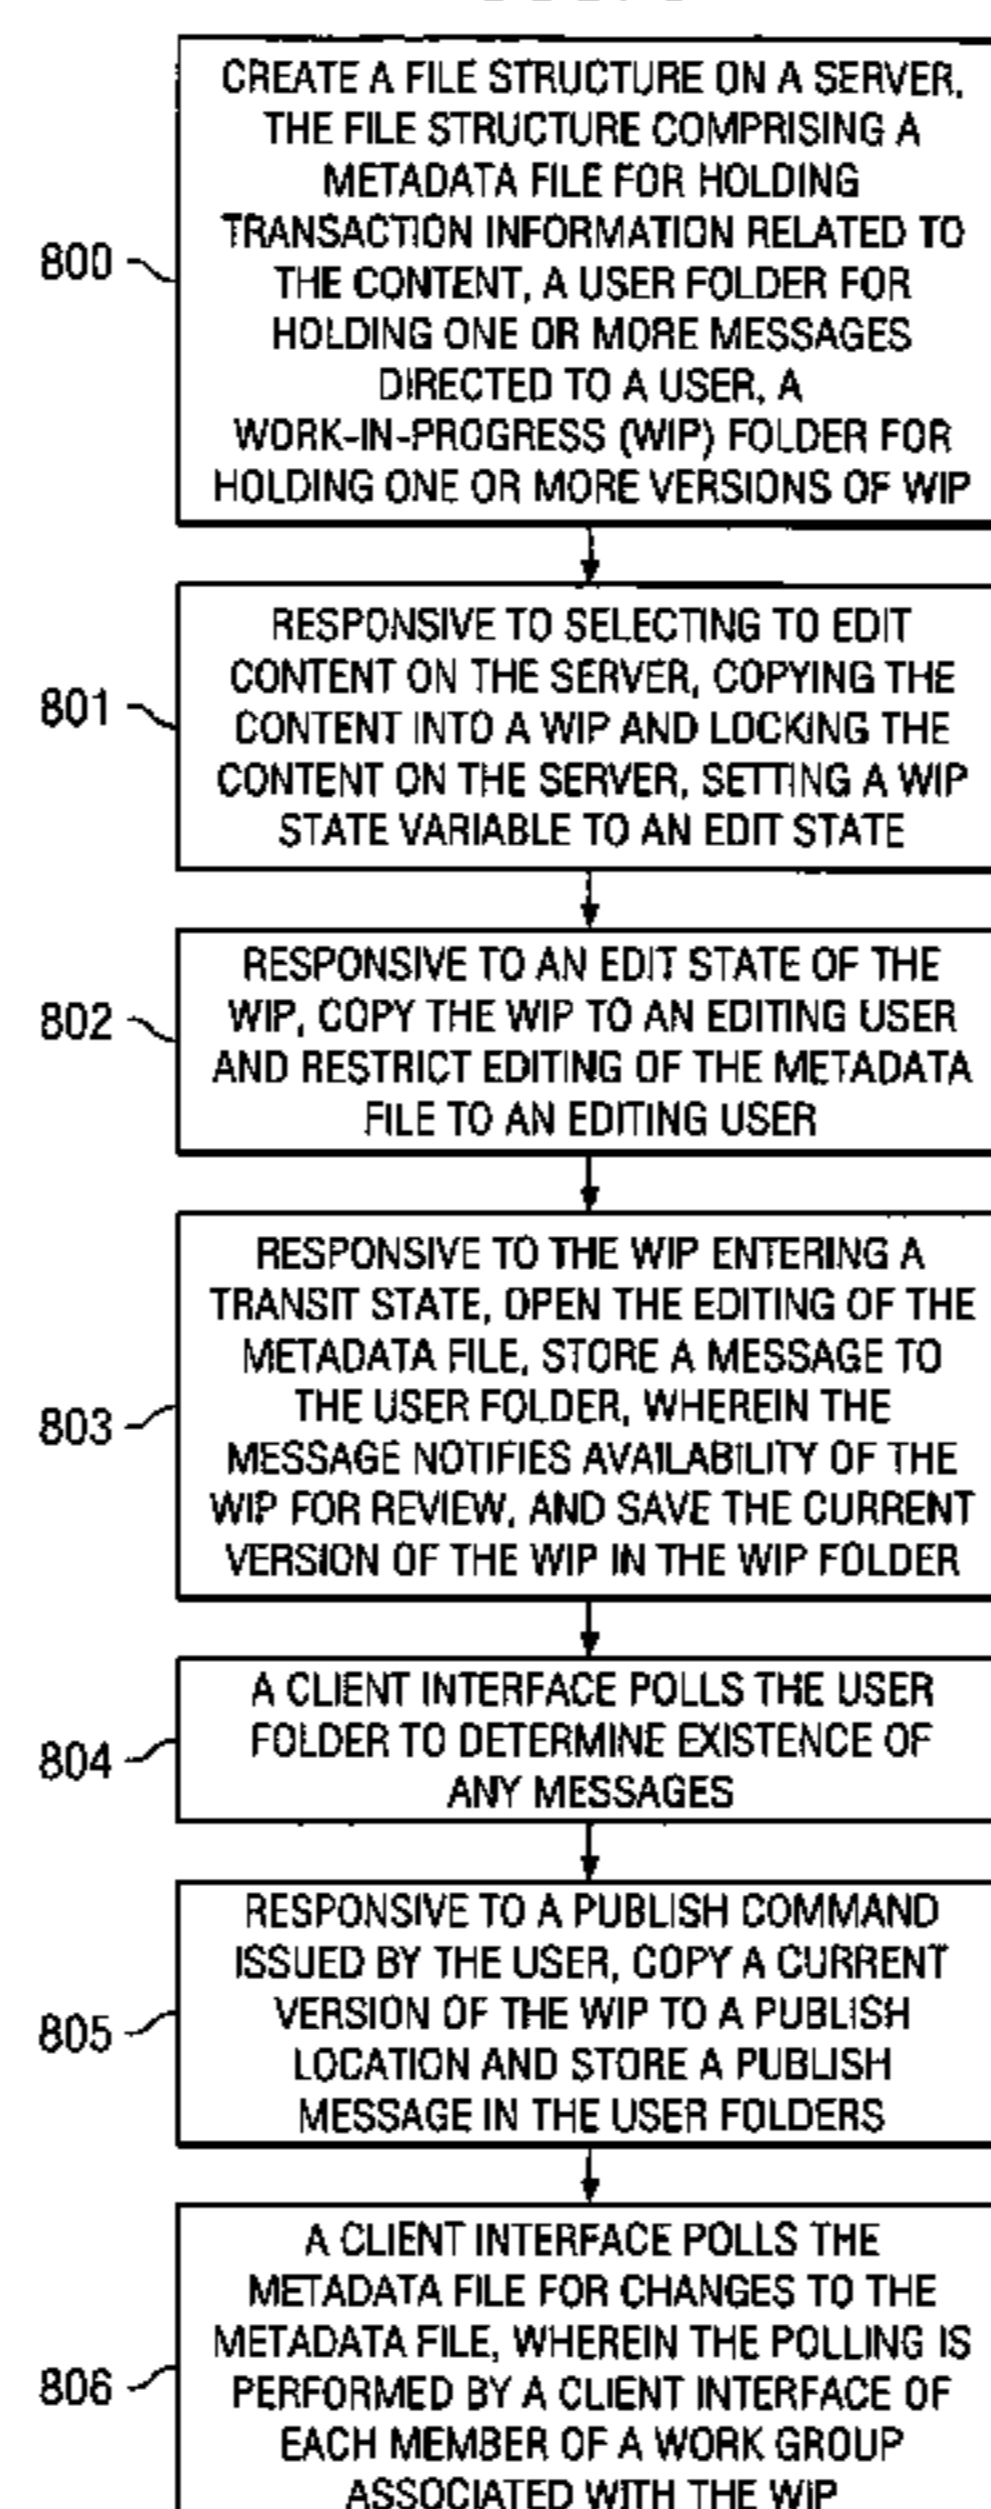 800
CREATE A FILE STRUCTURE ON A SERVER,
THE FILE STRUCTURE COMPRISING A
METADATA FILE FOR HOLDING
TRANSACTION INFORMATION RELATED TO
THE CONTENT, A USER FOLDER FOR
HOLDING ONE OR MORE MESSAGES
DIRECTED TO A USER, A
WORK-IN-PROGRESS (WIP) FOLDER FOR
HOLDING ONE OR MORE VERSIONS OF WIP
801
RESPONSIVE TO SELECTING TO EDIT
CONTENT ON THE SERVER, COPYING THE
CONTENT INTO A WIP AND LOCKING THE
CONTENT ON THE SERVER, SETTING A WIP
STATE VARIABLE TO AN EDIT STATE
802
RESPONSIVE TO AN EDIT STATE OF THE
WIP, COPY THE WIP TO AN EDITING USER
AND RESTRICT EDITING OF THE METADATA
FILE TO AN EDITING USER
803
RESPONSIVE TO THE WIP ENTERING A
TRANSIT STATE, OPEN THE EDITING OF THE
METADATA FILE, STORE A MESSAGE TO
THE USER FOLDER, WHEREIN THE
MESSAGE NOTIFIES AVAILABILITY OF THE
WIP FOR REVIEW, AND SAVE THE CURRENT
VERSION OF THE WIP IN THE WIP FOLDER
804
A CLIENT INTERFACE POLLS THE USER
FOLDER TO DETERMINE EXISTENCE OF
ANY MESSAGES
805
RESPONSIVE TO A PUBLISH COMMAND
ISSUED BY THE USER, COPY A CURRENT
VERSION OF THE WIP TO A PUBLISH
LOCATION AND STORE A PUBLISH
MESSAGE IN THE USER FOLDERS
806
A CLIENT INTERFACE POLLS THE
METADATA FILE FOR CHANGES TO THE
METADATA FILE, WHEREIN THE POLLING IS
PERFORMED BY A CLIENT INTERFACE OF
EACH MEMBER OF A WORK GROUP
ASSOCIATED WITH THE WIP